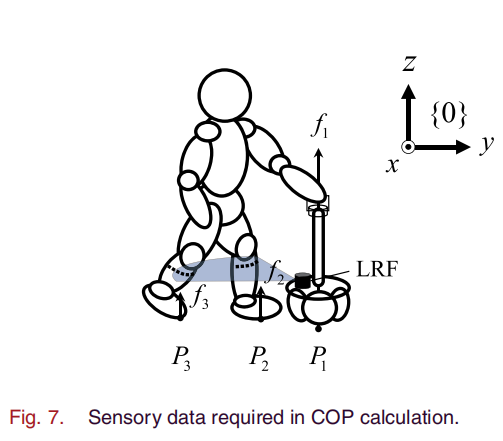 z
f₁
{0}
y
x
LRF
f₂
f₃
P₃ P₂ P₁
Fig. 7. Sensory data required in COP calculation.